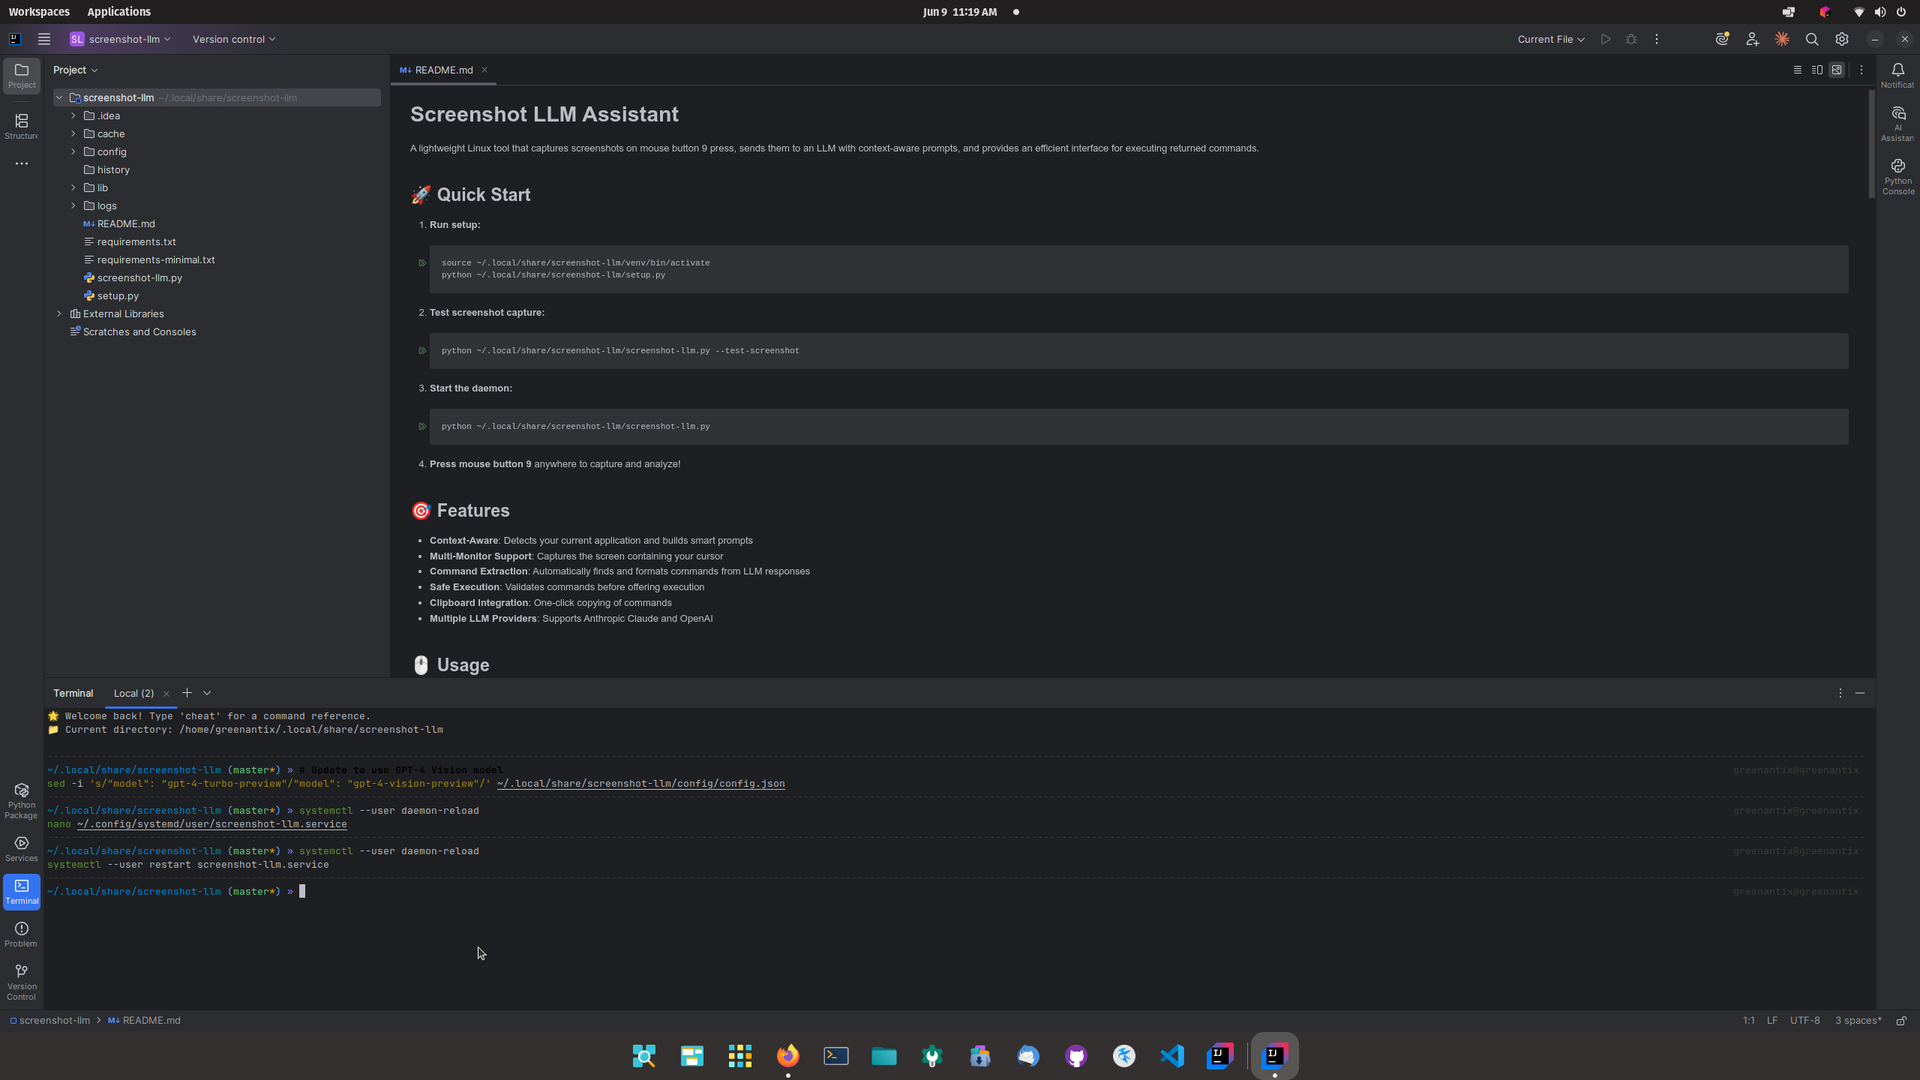 Workspaces Applications Jun 9 11:19 AM
SL screenshot-llm Version control Current File
Project
README.md
Project
Structure
screenshot-llm ~/.local/share/screenshot-llm
.idea
cache
config
history
lib
logs
README.md
requirements.txt
requirements-minimal.txt
screenshot-llm.py
setup.py
External Libraries
Scratches and Consoles
Screenshot LLM Assistant
A lightweight Linux tool that captures screenshots on mouse button 9 press, sends them to an LLM with context-aware prompts, and provides an efficient interface for executing returned commands.
🚀 Quick Start
1. Run setup:
source ~/.local/share/screenshot-llm/venv/bin/activate
python ~/.local/share/screenshot-llm/setup.py
2. Test screenshot capture:
python ~/.local/share/screenshot-llm/screenshot-llm.py --test-screenshot
3. Start the daemon:
python ~/.local/share/screenshot-llm/screenshot-llm.py
4. Press mouse button 9 anywhere to capture and analyze!
🎯 Features
• Context-Aware: Detects your current application and builds smart prompts
• Multi-Monitor Support: Captures the screen containing your cursor
• Command Extraction: Automatically finds and formats commands from LLM responses
• Safe Execution: Validates commands before offering execution
• Clipboard Integration: One-click copying of commands
• Multiple LLM Providers: Supports Anthropic Claude and OpenAI
🖱️ Usage
Notificat
AI
Assistan
Python
Console
Terminal Local (2)
🌟 Welcome back! Type 'cheat' for a command reference.
📁 Current directory: /home/greenantix/.local/share/screenshot-llm
~/.local/share/screenshot-llm (master*) » # Update to use GPT-4 Vision model greenantix@greenantix
sed -i 's/"model": "gpt-4-turbo-preview"/"model": "gpt-4-vision-preview"/' ~/.local/share/screenshot-llm/config/config.json
~/.local/share/screenshot-llm (master*) » systemctl --user daemon-reload greenantix@greenantix
nano ~/.config/systemd/user/screenshot-llm.service
~/.local/share/screenshot-llm (master*) » systemctl --user daemon-reload greenantix@greenantix
systemctl --user restart screenshot-llm.service
~/.local/share/screenshot-llm (master*) » greenantix@greenantix
Python
Package
Services
Terminal
Problem
Version
Control
screenshot-llm > README.md 1:1 LF UTF-8 3 spaces*